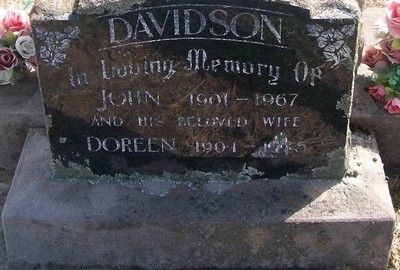 DAVIDSON
In Loving Memory Of
JOHN 1901-1967
AND HIS BELOVED WIFE
DOREEN 1904 -